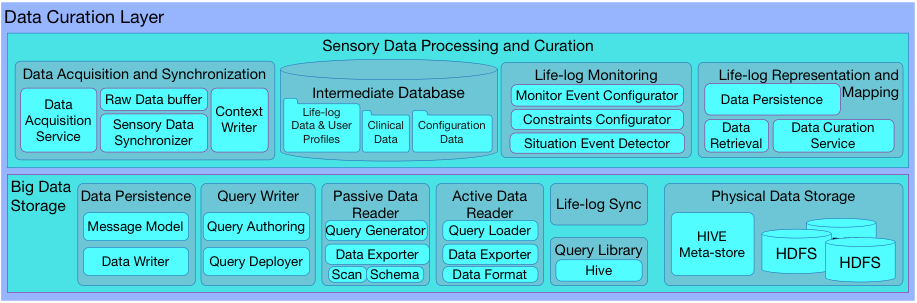 Data Curation Layer
Sensory Data Processing and Curation
Data Acquisition and Synchronization
Data
Acquisition
Service
Raw Data buffer
Sensory Data
Synchronizer
Context
Writer
Intermediate Database
Life-log
Data & User
Profiles
Clinical
Data
Configuration
Data
Life-log Monitoring
Monitor Event Configurator
Constraints Configurator
Situation Event Detector
Life-log Representation and
Mapping
Data Persistence
Data
Retrieval
Data Curation
Service
Big Data
Storage
Data Persistence
Message Model
Data Writer
Query Writer
Query Authoring
Query Deployer
Passive Data
Reader
Query Generator
Data Exporter
Scan
Schema
Active Data
Reader
Query Loader
Data Exporter
Data Format
Life-log Sync
Query Library
Hive
Physical Data Storage
HIVE
Meta-store
HDFS
HDFS